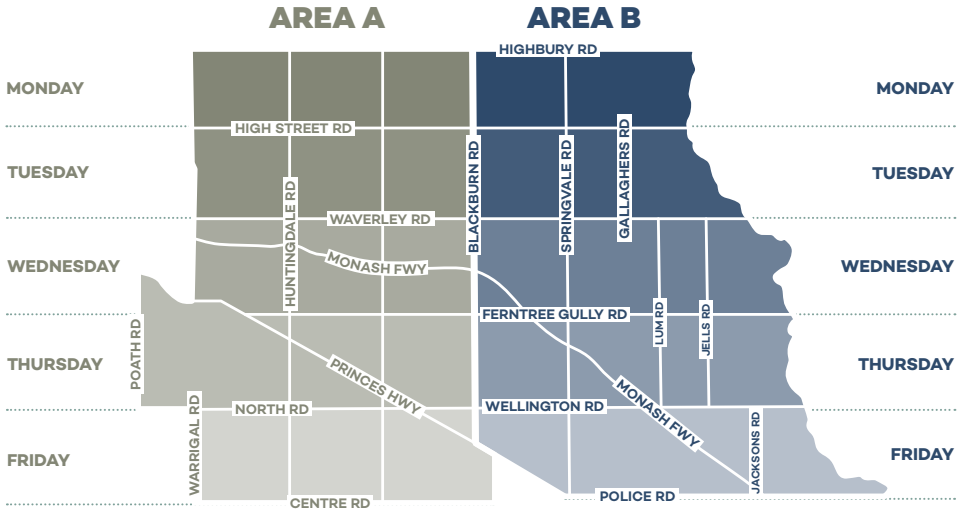 AREA A
AREA B
HIGHBURY RD
MONDAY
MONDAY
HIGH STREET RD
GALLAGHERS RD
BLACKBURN RD
SPRINGVALE RD
TUESDAY
TUESDAY
HUNTINGDALE RD
WAVERLEY RD
MONASH FWY
WEDNESDAY
WEDNESDAY
FERNTREE GULLY RD
LUM RD
JELLS RD
POATH RD
THURSDAY
THURSDAY
PRINCES HWY
WARRIGAL RD
NORTH RD
WELLINGTON RD
MONASH FWY
JACKSONS RD
FRIDAY
FRIDAY
POLICE RD
CENTRE RD